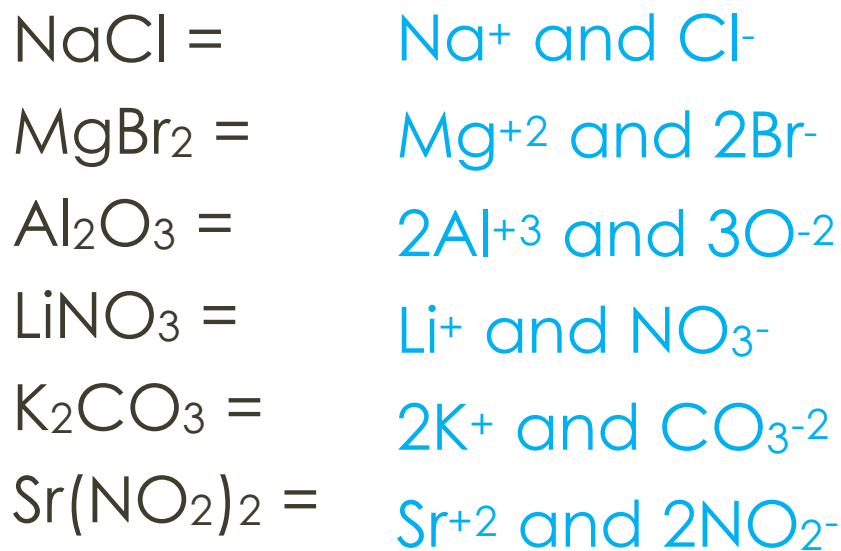 NaCl = Na⁺ and Cl⁻
MgBr₂ = Mg⁺² and 2Br⁻
Al₂O₃ = 2Al⁺³ and 3O⁻²
LiNO₃ = Li⁺ and NO₃⁻
K₂CO₃ = 2K⁺ and CO₃⁻²
Sr(NO₂)₂ = Sr⁺² and 2NO₂⁻